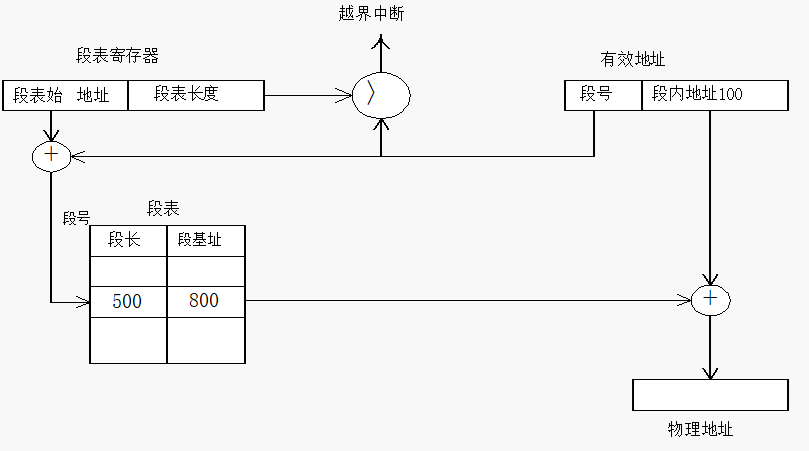 越界中断
段表寄存器
有效地址
段表始 地址 段表长度
〉
段号 段内地址100
+
段表
段号
段长 段基址
500 800
+
物理地址